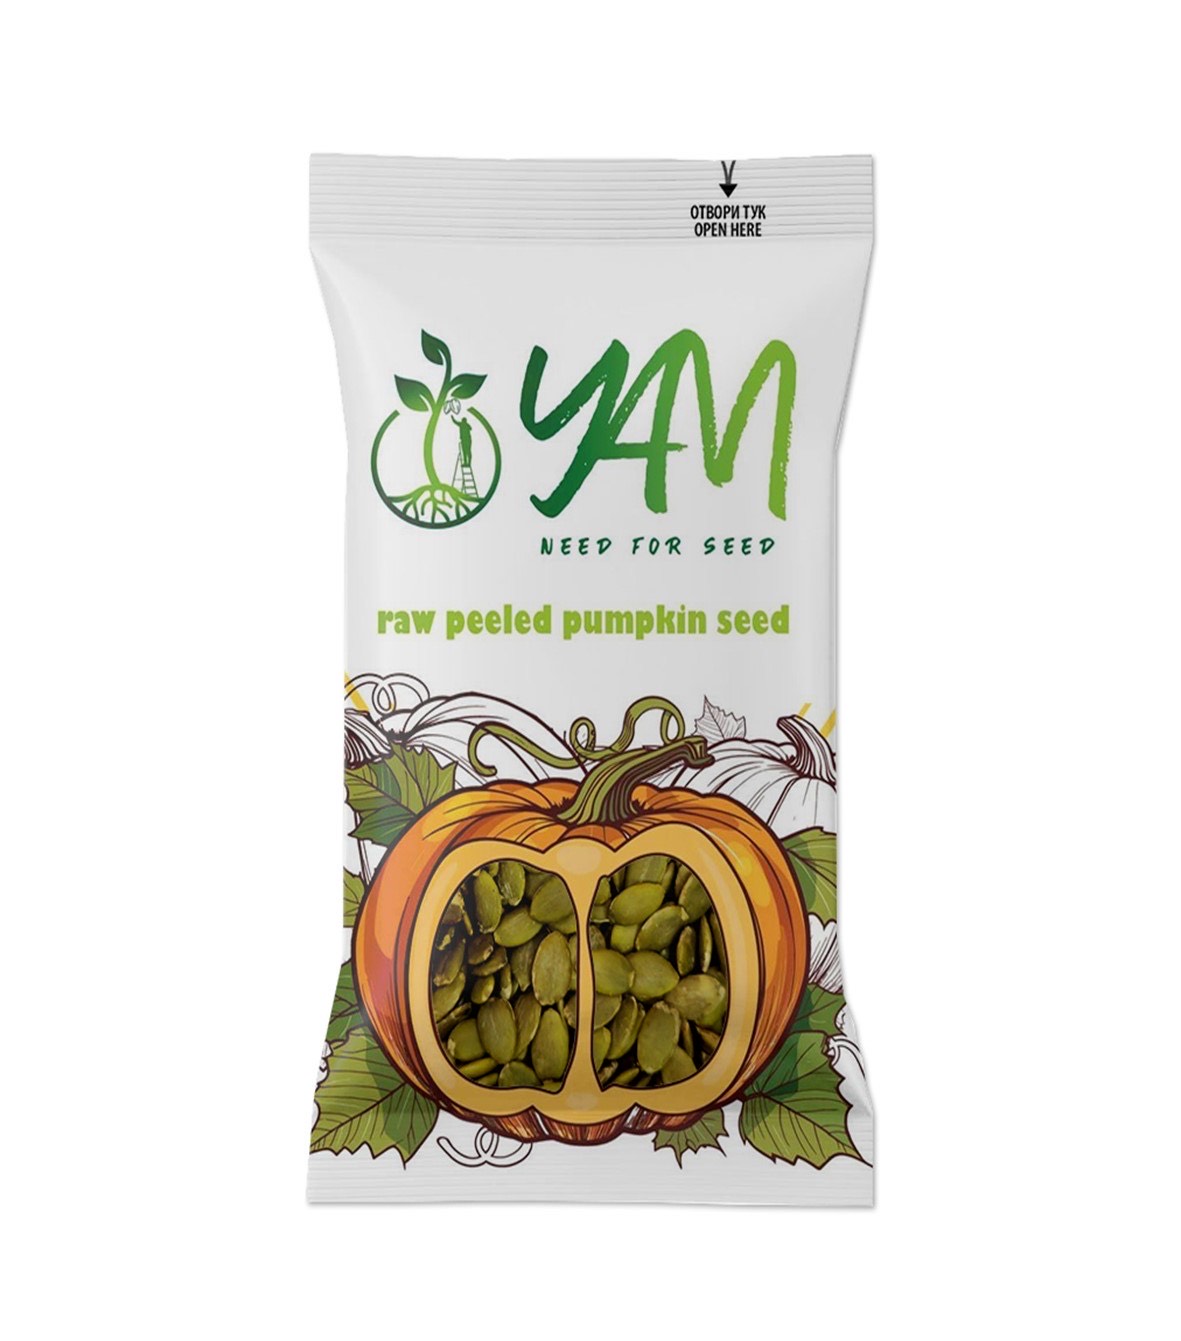 ОТВОРИ ТУК
OPEN HERE
YAM
NEED FOR SEED
raw peeled pumpkin seed